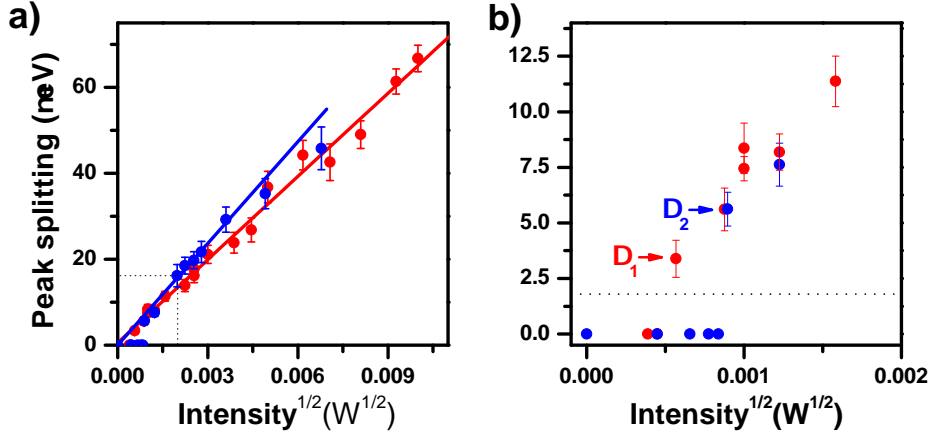 a)
Peak splitting (neV)
60
40
20
0
0.000
0.003
0.006
0.009
Intensity^1/2 (W^1/2)
b)
12.5
10.0
7.5
5.0
2.5
0.0
D1
D2
0.000
0.001
0.002
Intensity^1/2 (W^1/2)